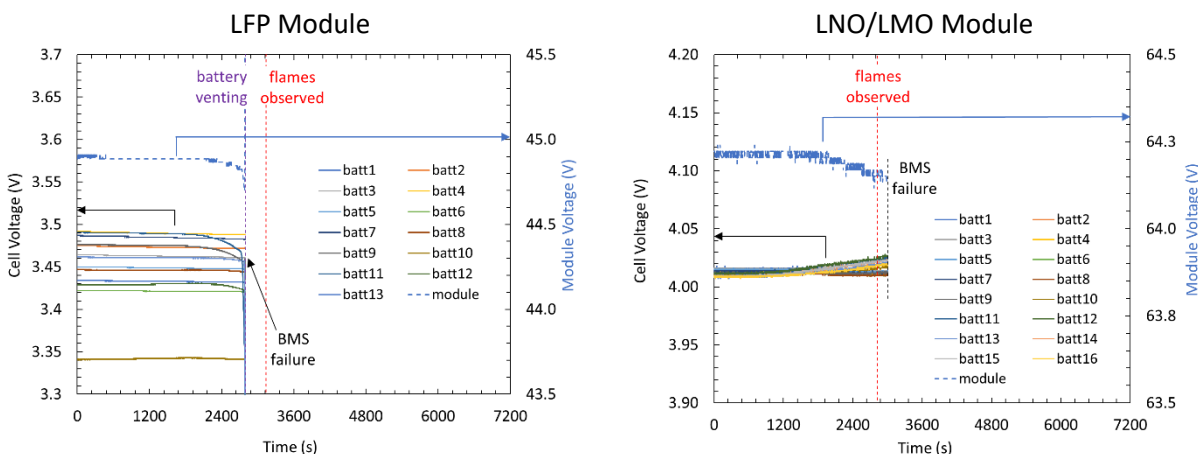 LFP Module
3.7
3.65
3.6
3.55
3.5
3.45
3.4
3.35
3.3
Cell Voltage (V)
45.5
45.0
44.5
44.0
43.5
Module Voltage (V)
0
1200
2400
3600
4800
6000
7200
Time (s)
battery
venting
flames
observed
batt1
batt2
batt3
batt4
batt5
batt6
batt7
batt8
batt9
batt10
batt11
batt12
batt13
module
BMS
failure
LNO/LMO Module
4.20
4.15
4.10
4.05
4.00
3.95
3.90
Cell Voltage (V)
64.5
64.3
64.2
64.0
63.8
63.7
63.5
Module Voltage (V)
0
1200
2400
3600
4800
6000
7200
Time (s)
flames
observed
BMS
failure
batt1
batt2
batt3
batt4
batt5
batt6
batt7
batt8
batt9
batt10
batt11
batt12
batt13
batt14
batt15
batt16
module